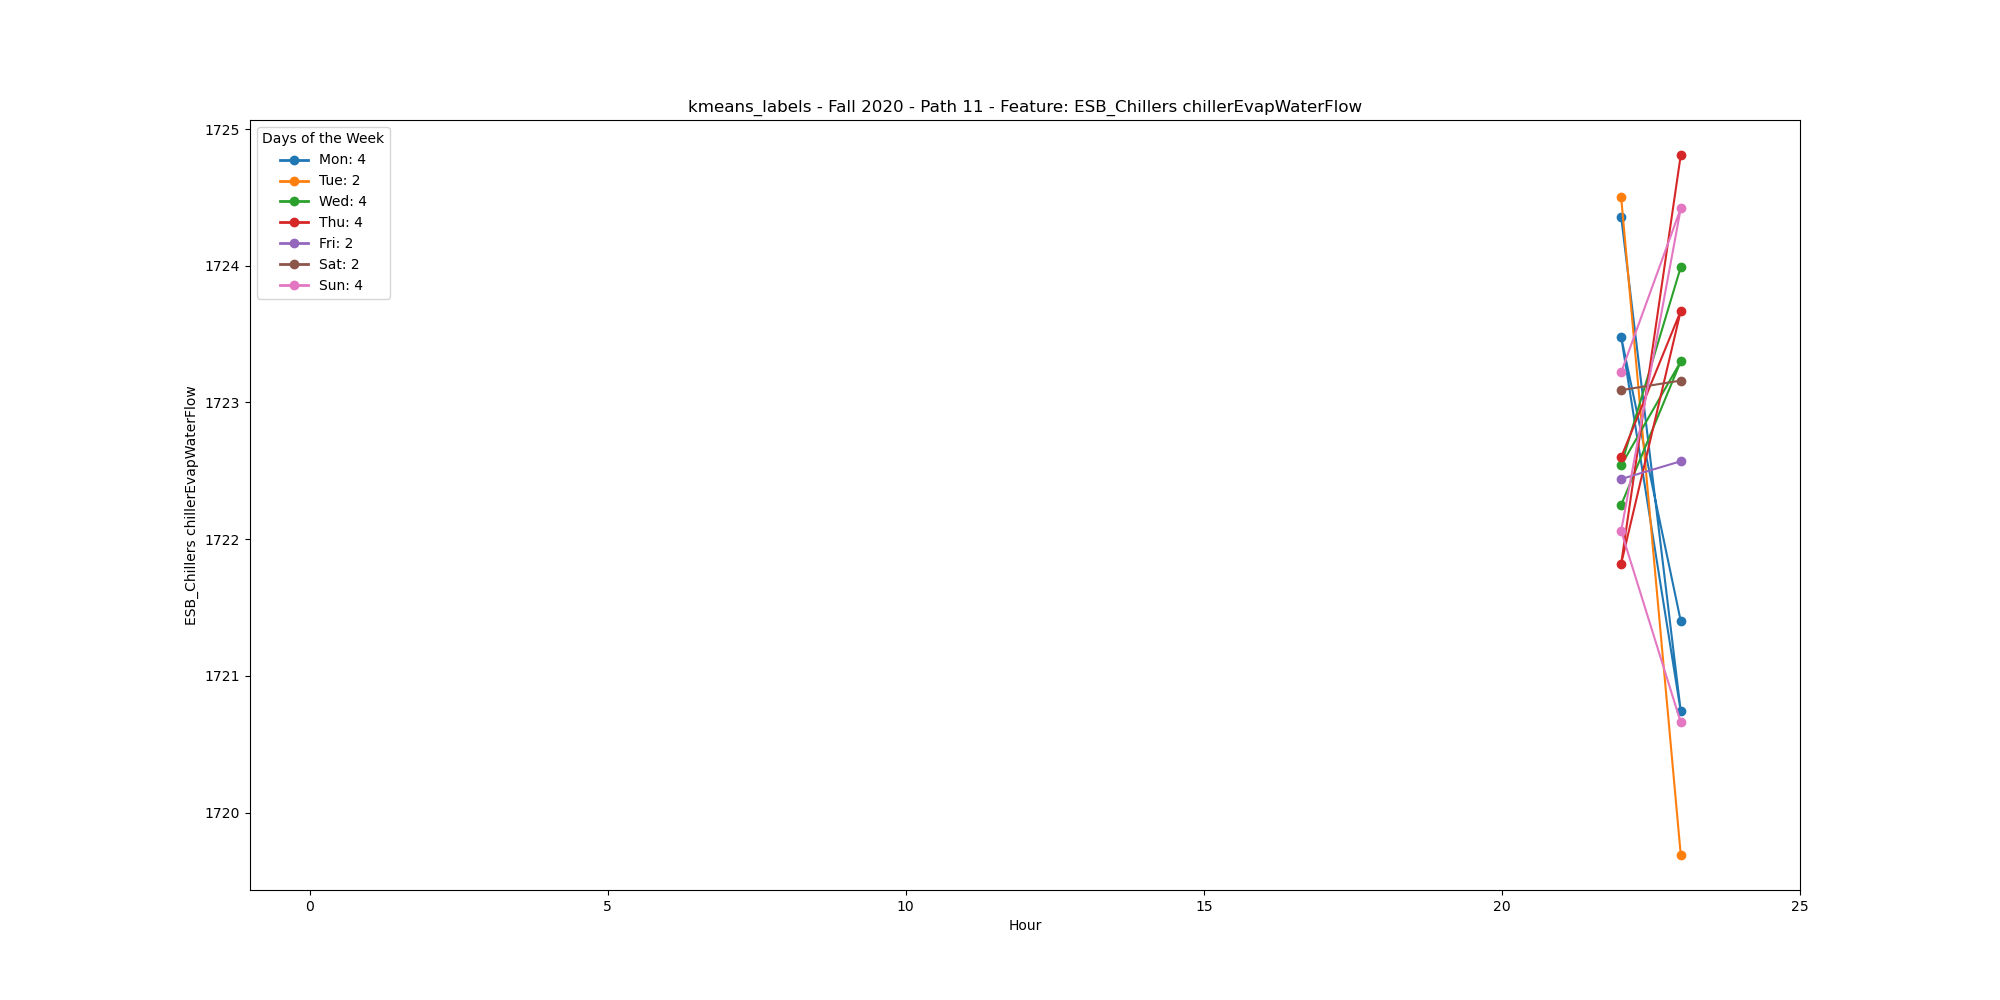 kmeans_labels - Fall 2020 - Path 11 - Feature: ESB_Chillers chillerEvapWaterFlow
Days of the Week
Mon: 4
Tue: 2
Wed: 4
Thu: 4
Fri: 2
Sat: 2
Sun: 4
1725
1724
1723
1722
1721
1720
ESB_Chillers chillerEvapWaterFlow
0 5 10 15 20 25
Hour